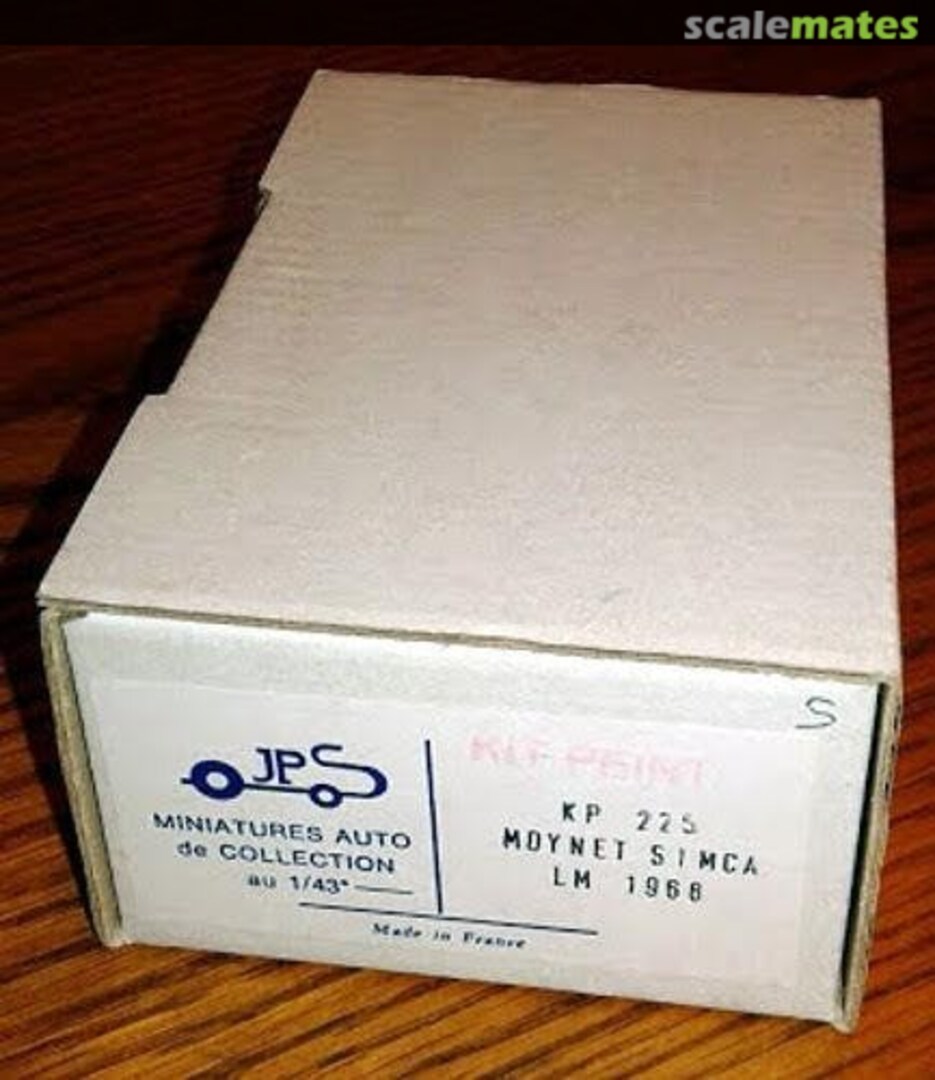 scalemates
S
JPS
MINIATURES AUTO
de COLLECTION
au 1/43e
Made in France
KIT PEINT
KP 225
MOYNET SIMCA
LM 1968